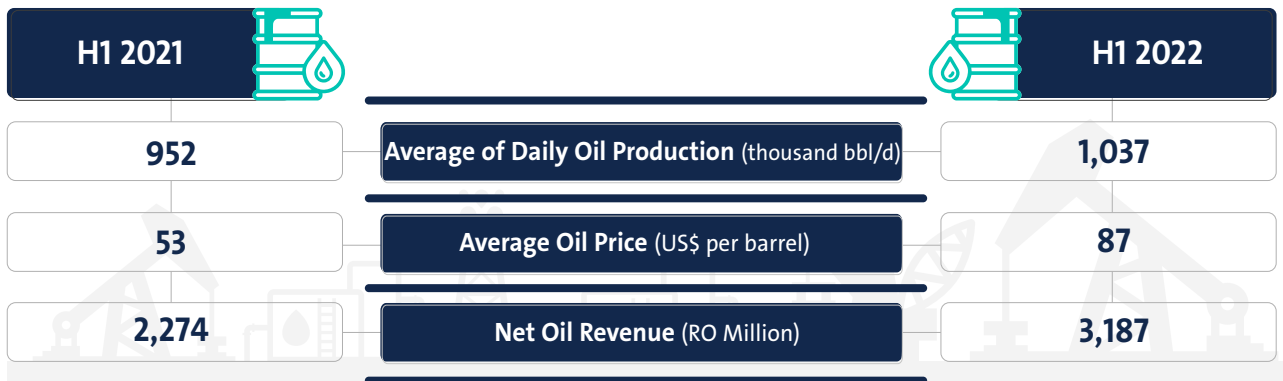 H1 2021
H1 2022
952
Average of Daily Oil Production (thousand bbl/d)
1,037
53
Average Oil Price (US$ per barrel)
87
2,274
Net Oil Revenue (RO Million)
3,187